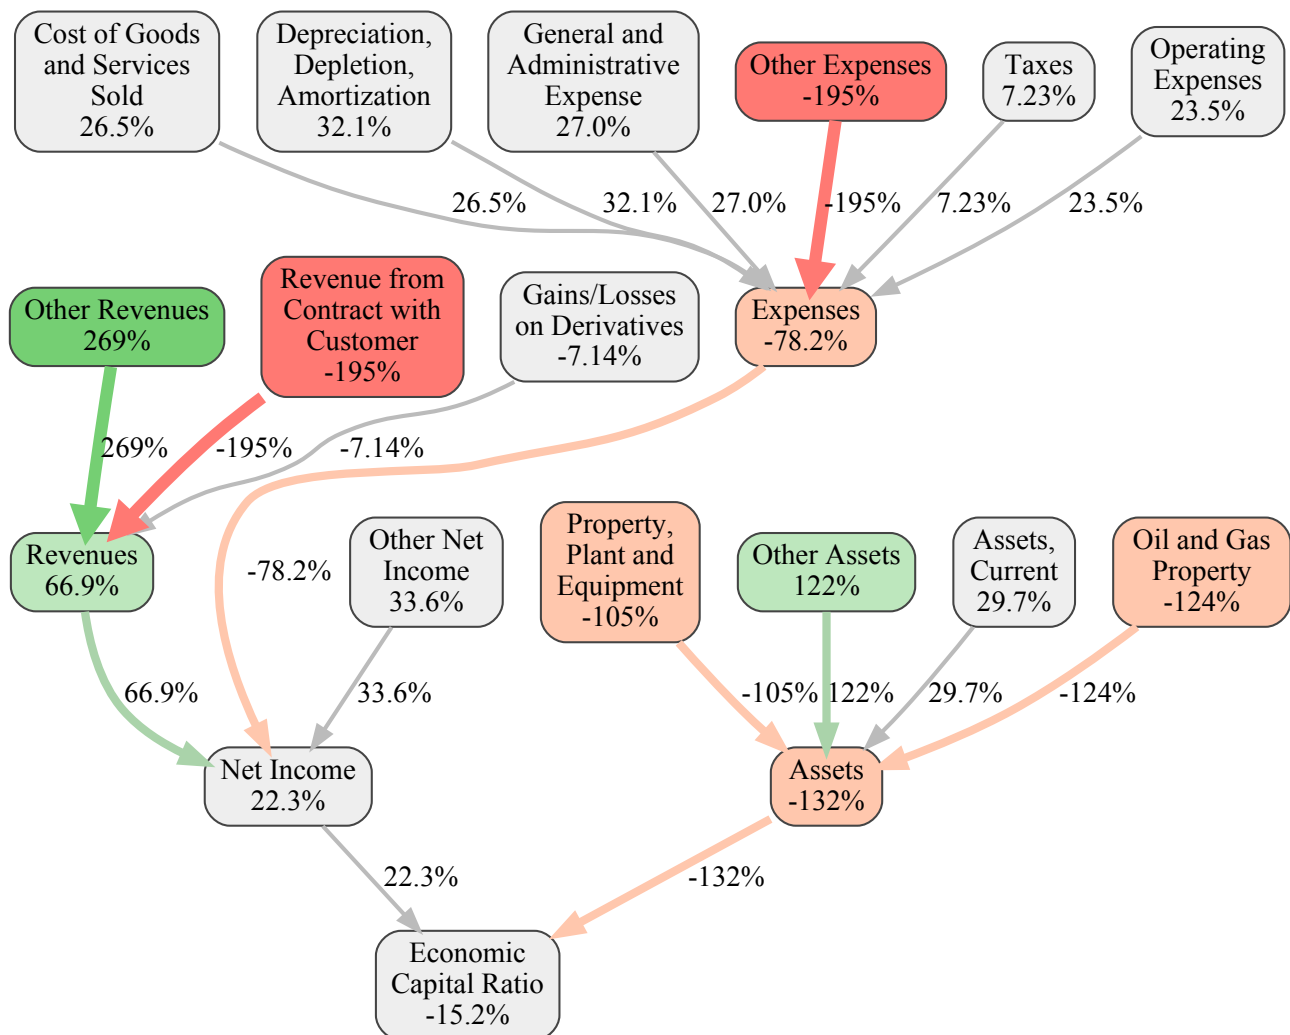 Cost of Goods
and Services
Sold
26.5%
Depreciation,
Depletion,
Amortization
32.1%
General and
Administrative
Expense
27.0%
Other Expenses
-195%
Taxes
7.23%
Operating
Expenses
23.5%
26.5%
32.1%
27.0%
-195%
7.23%
23.5%
Other Revenues
269%
Revenue from
Contract with
Customer
-195%
Gains/Losses
on Derivatives
-7.14%
Expenses
-78.2%
269%
-195%
-7.14%
Revenues
66.9%
-78.2%
Other Net
Income
33.6%
Property,
Plant and
Equipment
-105%
Other Assets
122%
Assets,
Current
29.7%
Oil and Gas
Property
-124%
66.9%
33.6%
-105%
122%
29.7%
-124%
Net Income
22.3%
Assets
-132%
22.3%
-132%
Economic
Capital Ratio
-15.2%